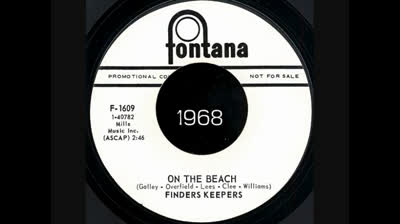 fontana
PROMOTIONAL CO
NOT FOR SALE
F-1609
1-40782
Mills
Music Inc.
(ASCAP) 2:46
1968
ON THE BEACH
(Galley • Overfield • Lees • Clee • Williams)
FINDERS KEEPERS